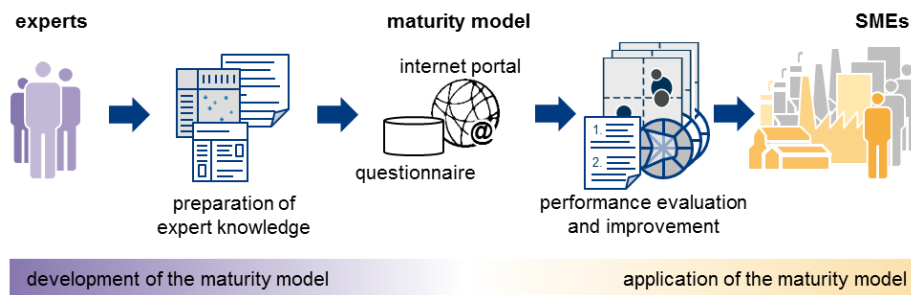 experts
maturity model
SMEs
internet portal
@
questionnaire
1.
2.
preparation of
expert knowledge
performance evaluation
and improvement
development of the maturity model
application of the maturity model